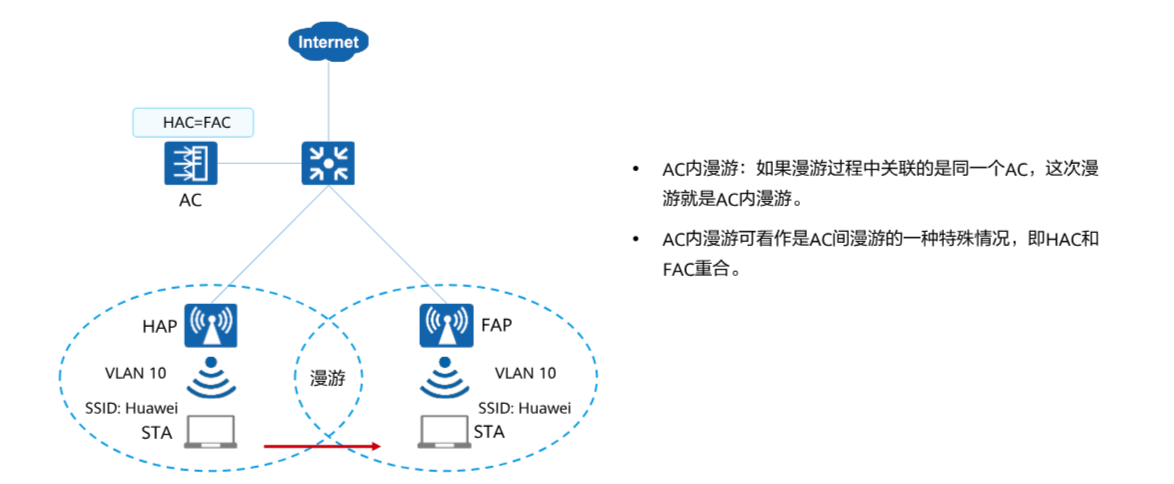 Internet
HAC=FAC
AC
HAP
FAP
VLAN 10
漫游
VLAN 10
SSID: Huawei
SSID: Huawei
STA
STA
• AC内漫游：如果漫游过程中关联的是同一个AC，这次漫
游就是AC内漫游。
• AC内漫游可看作是AC间漫游的一种特殊情况，即HAC和
FAC重合。